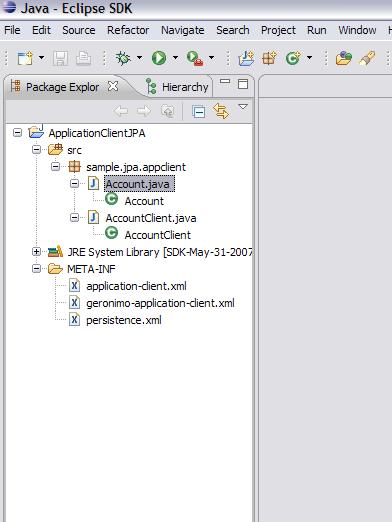 Java - Eclipse SDK
File Edit Source Refactor Navigate Search Project Run Window
Package Explor Hierarchy
ApplicationClientJPA
src
sample.jpa.appclient
Account.java
Account
AccountClient.java
AccountClient
JRE System Library [SDK-May-31-2007
META-INF
application-client.xml
geronimo-application-client.xml
persistence.xml